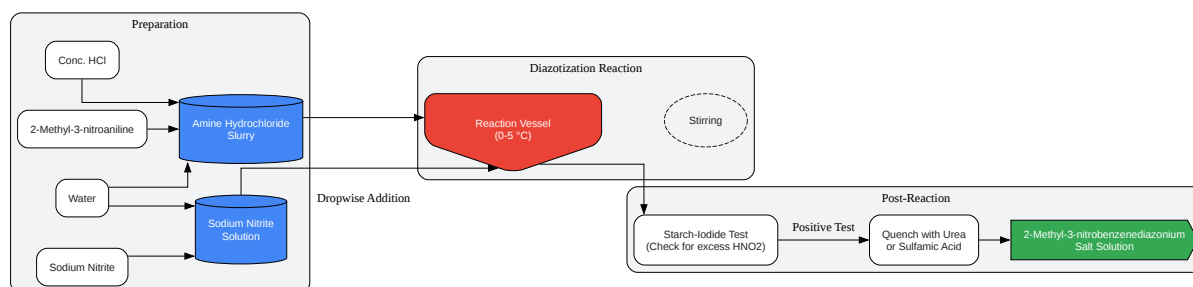 Preparation
Conc. HCl
2-Methyl-3-nitroaniline
Amine Hydrochloride
Slurry
Water
Sodium Nitrite
Solution
Sodium Nitrite
Dropwise Addition
Diazotization Reaction
Reaction Vessel
(0-5 °C)
Stirring
Post-Reaction
Starch-Iodide Test
(Check for excess HNO2)
Positive Test
Quench with Urea
or Sulfamic Acid
2-Methyl-3-nitrobenzenediazonium
Salt Solution